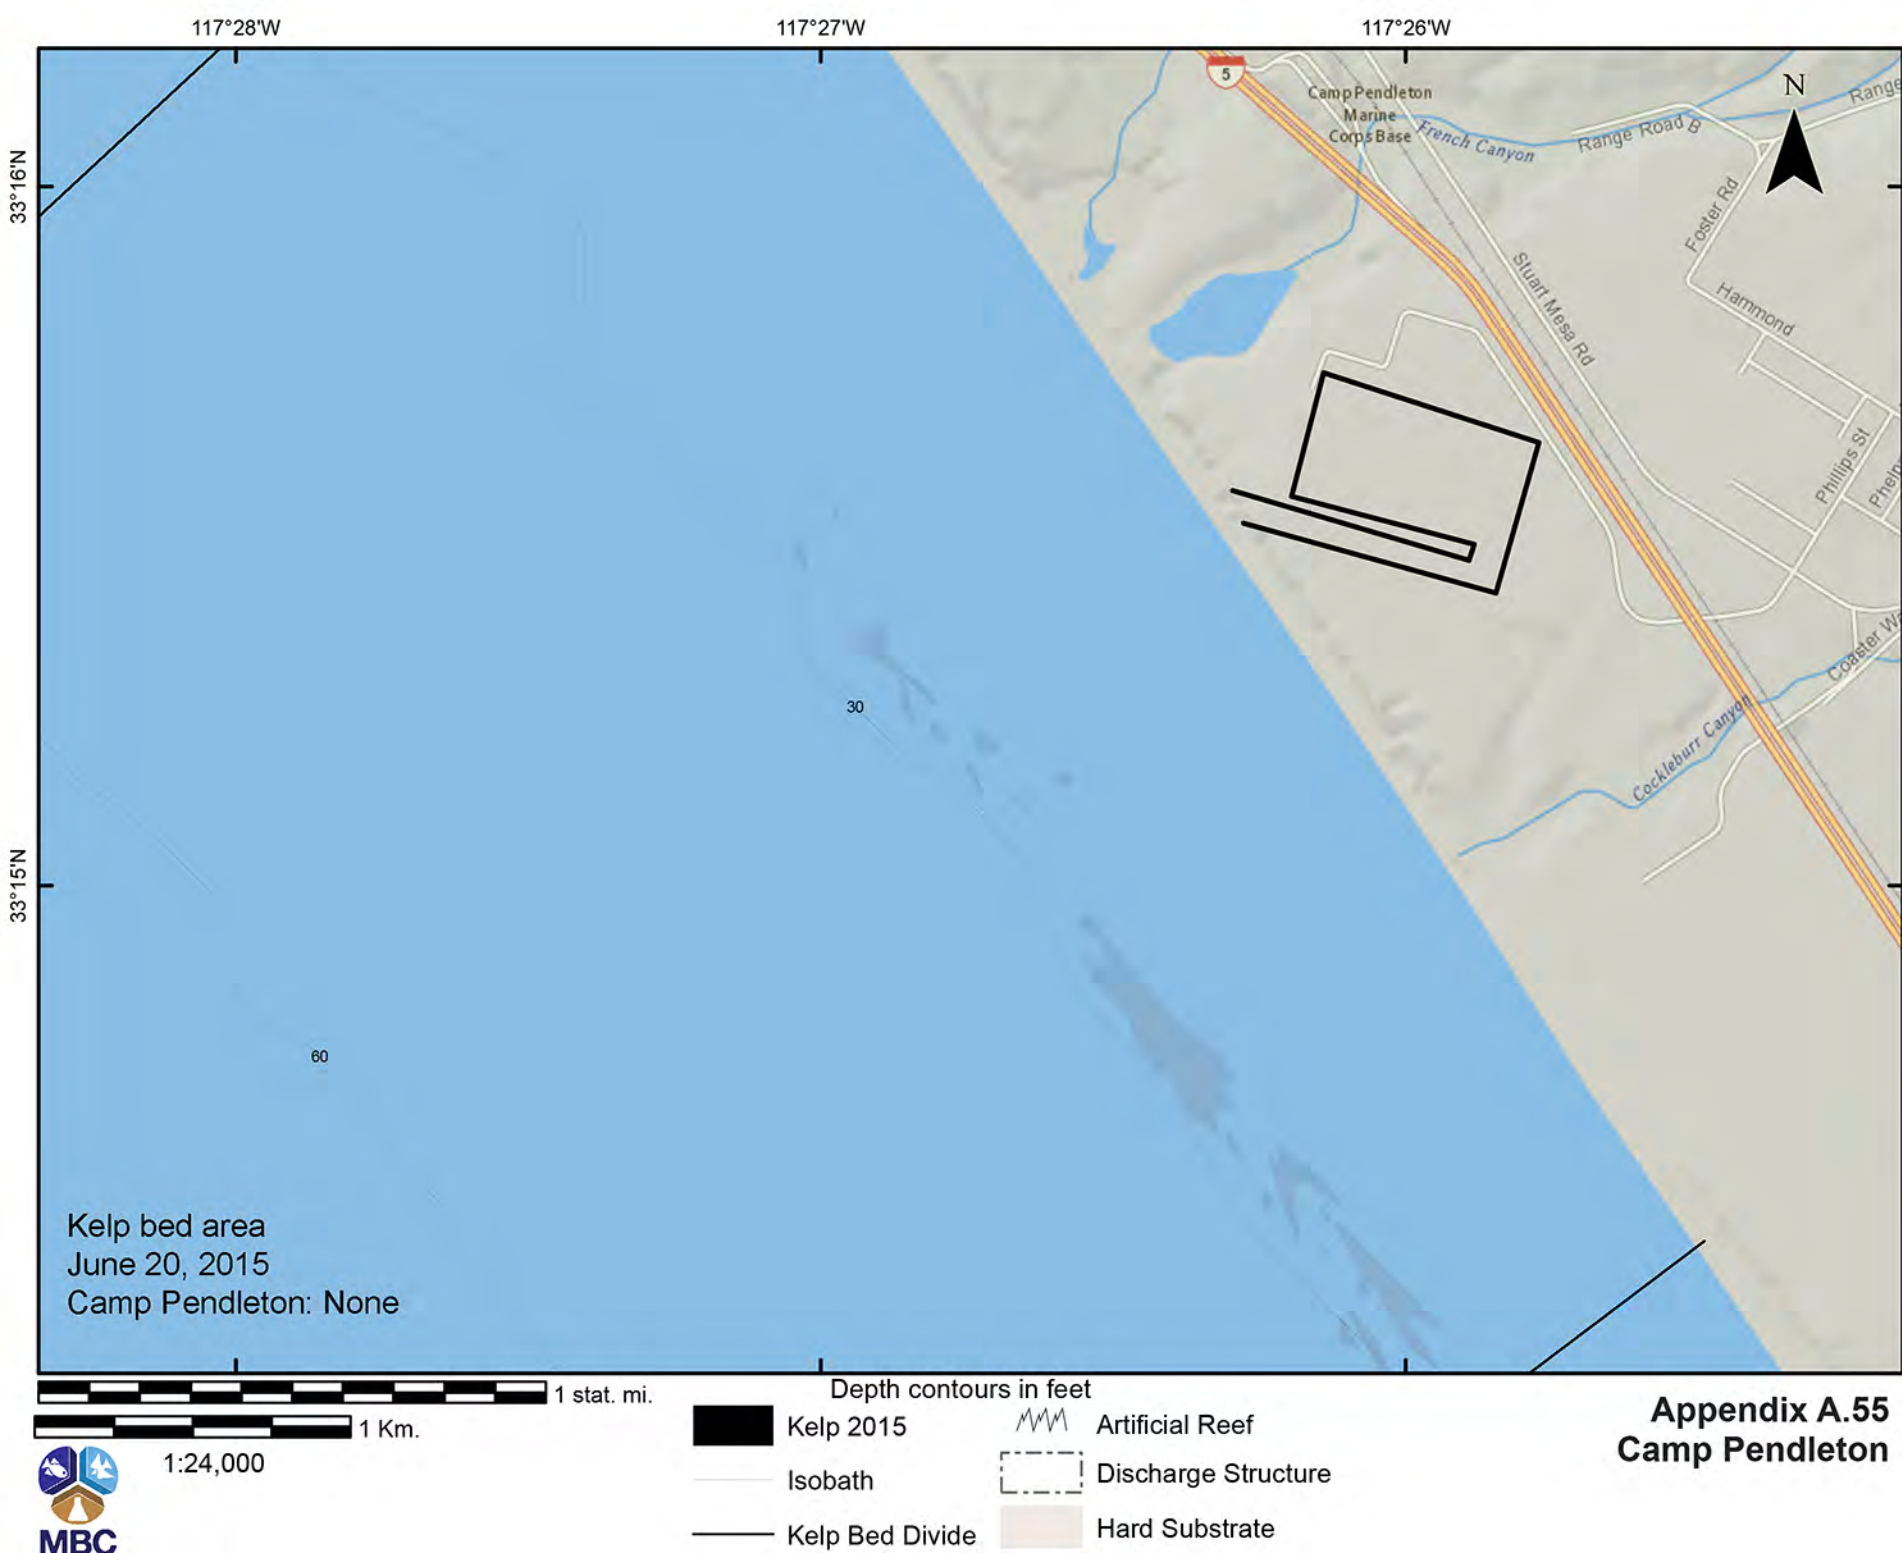 117°28'W
117°27'W
117°26'W
33°16'N
33°15'N
5
Camp Pendleton
Marine
Corps Base
French Canyon
Range Road B
Range
N
Foster Rd
Hammond
Stuart Mesa Rd
Phillips St
Phelp
Coaster Wa
Cockleburr Canyon
30
60
Kelp bed area
June 20, 2015
Camp Pendleton: None
1 stat. mi.
1 Km.
1:24,000
MBC
Depth contours in feet
Kelp 2015
Isobath
Kelp Bed Divide
Artificial Reef
Discharge Structure
Hard Substrate
Appendix A.55
Camp Pendleton